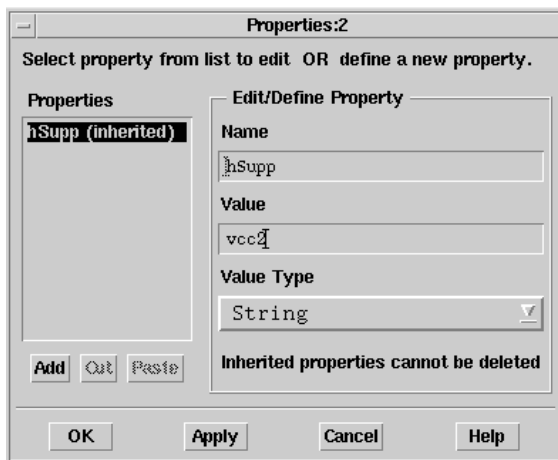 Properties:2
Select property from list to edit OR define a new property.
Properties
hSupp (inherited)
Add Cut Paste
Edit/Define Property
Name
hSupp
Value
vcc2
Value Type
String
Inherited properties cannot be deleted
OK Apply Cancel Help